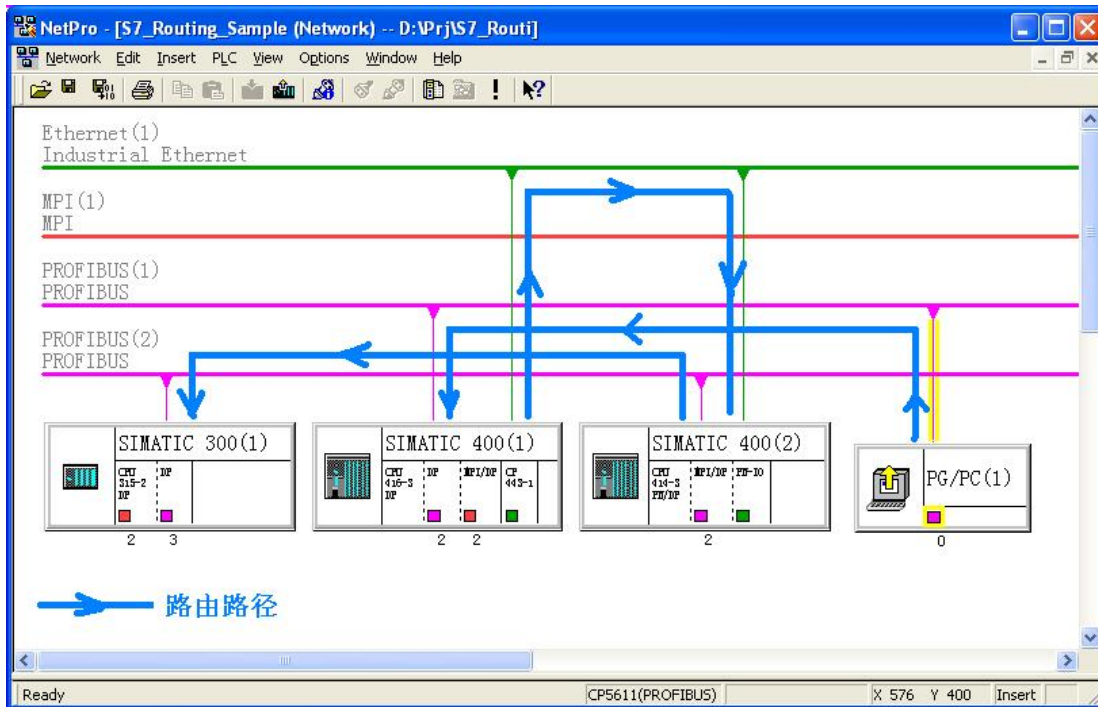 NetPro - [S7_Routing_Sample (Network) -- D:\Prj\S7_Routi]
Network Edit Insert PLC View Options Window Help
Ethernet(1)
Industrial Ethernet
MPI(1)
MPI
PROFIBUS(1)
PROFIBUS
PROFIBUS(2)
PROFIBUS
SIMATIC 300(1)
CPU
315-2
DP
DP
2 3
SIMATIC 400(1)
CPU
416-3
DP
DP
MPI/DP
CP
443-1
2 2
SIMATIC 400(2)
CPU
414-3
PN/DP
MPI/DP
PN-IO
2
PG/PC(1)
0
路由路径
Ready
CP5611(PROFIBUS)
X 576 Y 400
Insert